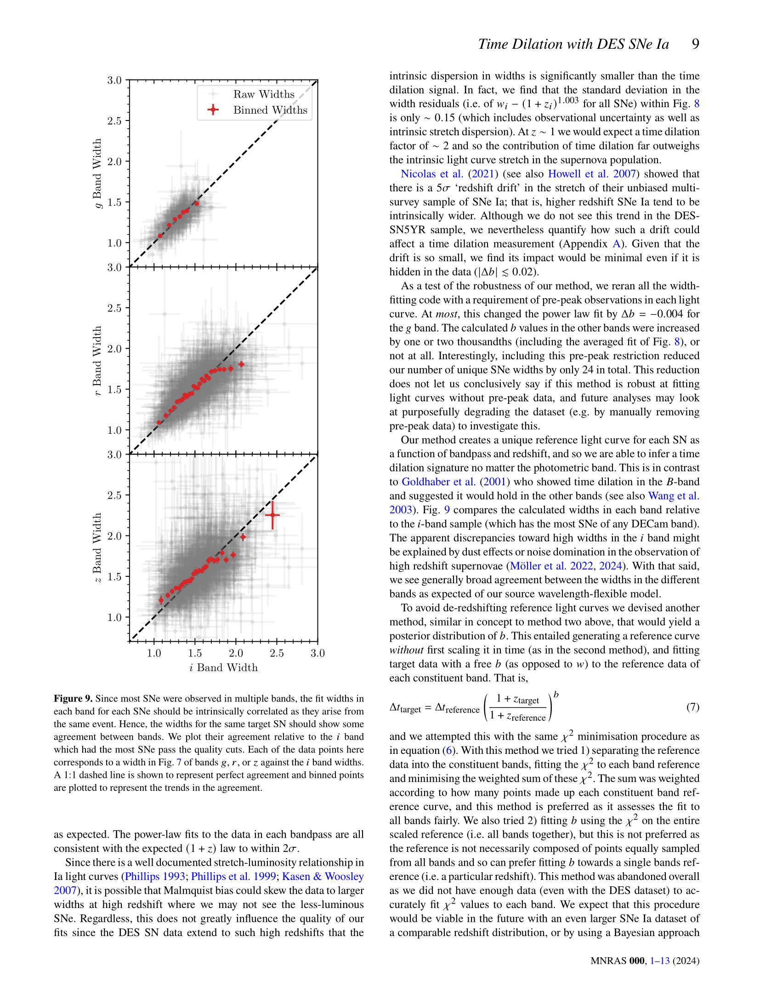 Time Dilation with DES SNe Ia 9
3.0
2.5
2.0
1.5
1.0
g Band Width
Raw Widths
Binned Widths
3.0
2.5
2.0
1.5
1.0
r Band Width
3.0
2.5
2.0
1.5
1.0
z Band Width
1.0 1.5 2.0 2.5 3.0
i Band Width
Figure 9. Since most SNe were observed in multiple bands, the fit widths in
each band for each SNe should be intrinsically correlated as they arise from
the same event. Hence, the widths for the same target SN should show some
agreement between bands. We plot their agreement relative to the i band
which had the most SNe pass the quality cuts. Each of the data points here
corresponds to a width in Fig. 7 of bands g, r, or z against the i band widths.
A 1:1 dashed line is shown to represent perfect agreement and binned points
are plotted to represent the trends in the agreement.
as expected. The power-law fits to the data in each bandpass are all
consistent with the expected (1 + z) law to within 2σ.
Since there is a well documented stretch-luminosity relationship in
Ia light curves (Phillips 1993; Phillips et al. 1999; Kasen & Woosley
2007), it is possible that Malmquist bias could skew the data to larger
widths at high redshift where we may not see the less-luminous
SNe. Regardless, this does not greatly influence the quality of our
fits since the DES SN data extend to such high redshifts that the
intrinsic dispersion in widths is significantly smaller than the time
dilation signal. In fact, we find that the standard deviation in the
width residuals (i.e. of wᵢ − (1 + zᵢ)¹·⁰⁰³ for all SNe) within Fig. 8
is only ∼ 0.15 (which includes observational uncertainty as well as
intrinsic stretch dispersion). At z ∼ 1 we would expect a time dilation
factor of ∼ 2 and so the contribution of time dilation far outweighs
the intrinsic light curve stretch in the supernova population.
Nicolas et al. (2021) (see also Howell et al. 2007) showed that
there is a 5σ ‘redshift drift’ in the stretch of their unbiased multi-
survey sample of SNe Ia; that is, higher redshift SNe Ia tend to be
intrinsically wider. Although we do not see this trend in the DES-
SN5YR sample, we nevertheless quantify how such a drift could
affect a time dilation measurement (Appendix A). Given that the
drift is so small, we find its impact would be minimal even if it is
hidden in the data (|Δb| ≲ 0.02).
As a test of the robustness of our method, we reran all the width-
fitting code with a requirement of pre-peak observations in each light
curve. At most, this changed the power law fit by Δb = −0.004 for
the g band. The calculated b values in the other bands were increased
by one or two thousandths (including the averaged fit of Fig. 8), or
not at all. Interestingly, including this pre-peak restriction reduced
our number of unique SNe widths by only 24 in total. This reduction
does not let us conclusively say if this method is robust at fitting
light curves without pre-peak data, and future analyses may look
at purposefully degrading the dataset (e.g. by manually removing
pre-peak data) to investigate this.
Our method creates a unique reference light curve for each SN as
a function of bandpass and redshift, and so we are able to infer a time
dilation signature no matter the photometric band. This is in contrast
to Goldhaber et al. (2001) who showed time dilation in the B-band
and suggested it would hold in the other bands (see also Wang et al.
2003). Fig. 9 compares the calculated widths in each band relative
to the i-band sample (which has the most SNe of any DECam band).
The apparent discrepancies toward high widths in the i band might
be explained by dust effects or noise domination in the observation of
high redshift supernovae (Möller et al. 2022, 2024). With that said,
we see generally broad agreement between the widths in the different
bands as expected of our source wavelength-flexible model.
To avoid de-redshifting reference light curves we devised another
method, similar in concept to method two above, that would yield a
posterior distribution of b. This entailed generating a reference curve
without first scaling it in time (as in the second method), and fitting
target data with a free b (as opposed to w) to the reference data of
each constituent band. That is,
Δt_target = Δt_reference ((1 + z_target)/(1 + z_reference))^b (7)
and we attempted this with the same χ² minimisation procedure as
in equation (6). With this method we tried 1) separating the reference
data into the constituent bands, fitting the χ² to each band reference
and minimising the weighted sum of these χ². The sum was weighted
according to how many points made up each constituent band ref-
erence curve, and this method is preferred as it assesses the fit to
all bands fairly. We also tried 2) fitting b using the χ² on the entire
scaled reference (i.e. all bands together), but this is not preferred as
the reference is not necessarily composed of points equally sampled
from all bands and so can prefer fitting b towards a single bands ref-
erence (i.e. a particular redshift). This method was abandoned overall
as we did not have enough data (even with the DES dataset) to ac-
curately fit χ² values to each band. We expect that this procedure
would be viable in the future with an even larger SNe Ia dataset of
a comparable redshift distribution, or by using a Bayesian approach
MNRAS 000, 1–13 (2024)